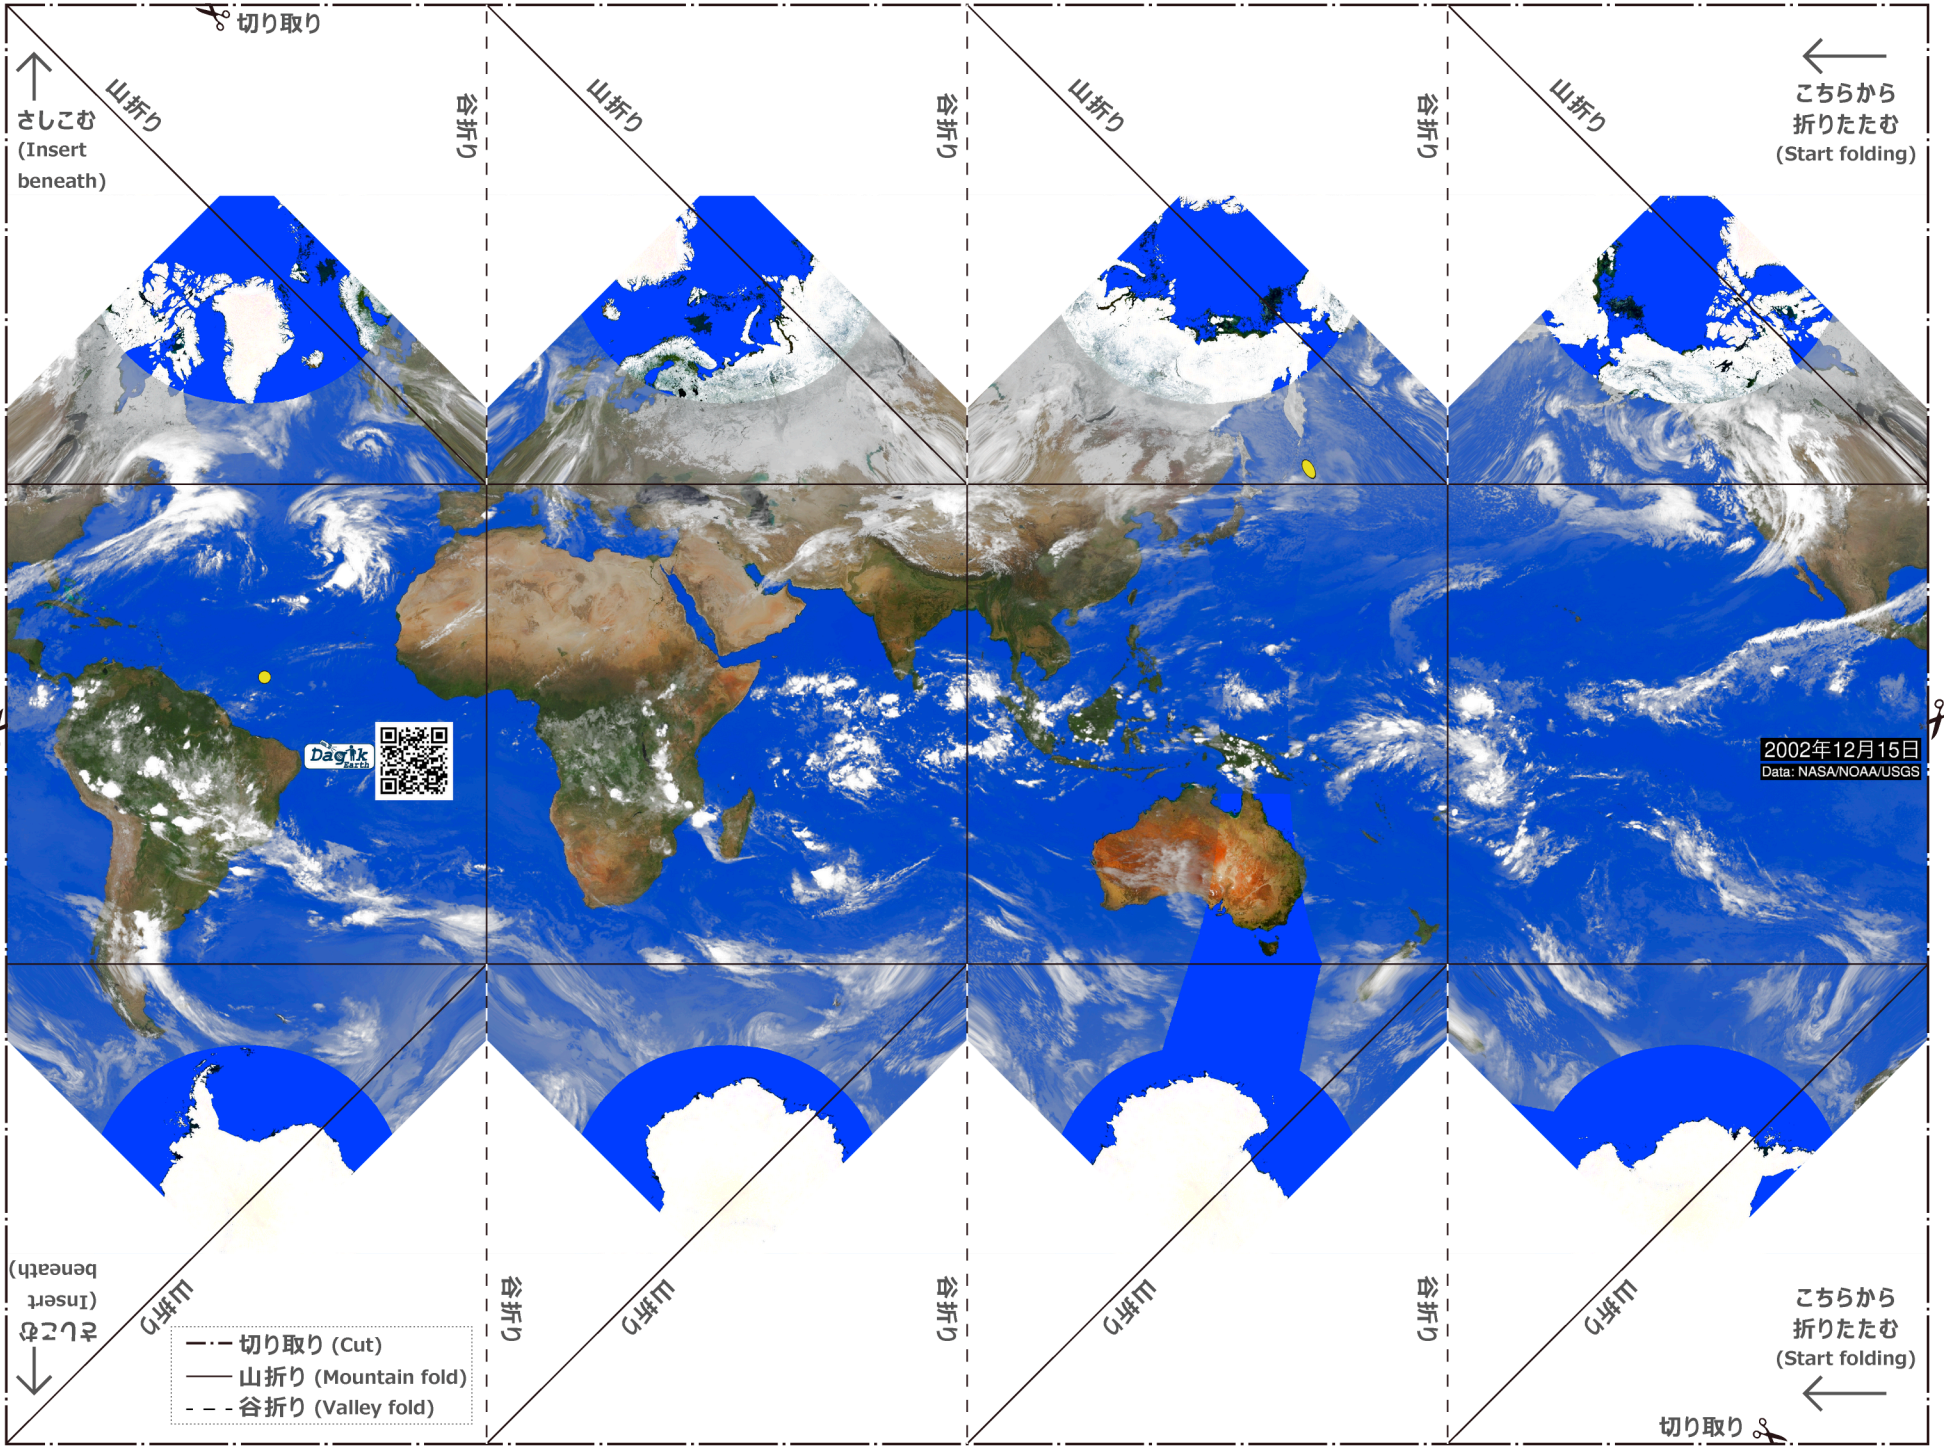 切り取り
山折り
谷折り
山折り
谷折り
山折り
谷折り
山折り
こちらから
折りたたむ
(Start folding)
さしこむ
(Insert
beneath)
Dagik
Earth
2002年12月15日
Data: NASA/NOAA/USGS
さしこむ
(Insert
beneath)
山折り
谷折り
山折り
谷折り
山折り
谷折り
山折り
こちらから
折りたたむ
(Start folding)
切り取り (Cut)
山折り (Mountain fold)
谷折り (Valley fold)
切り取り